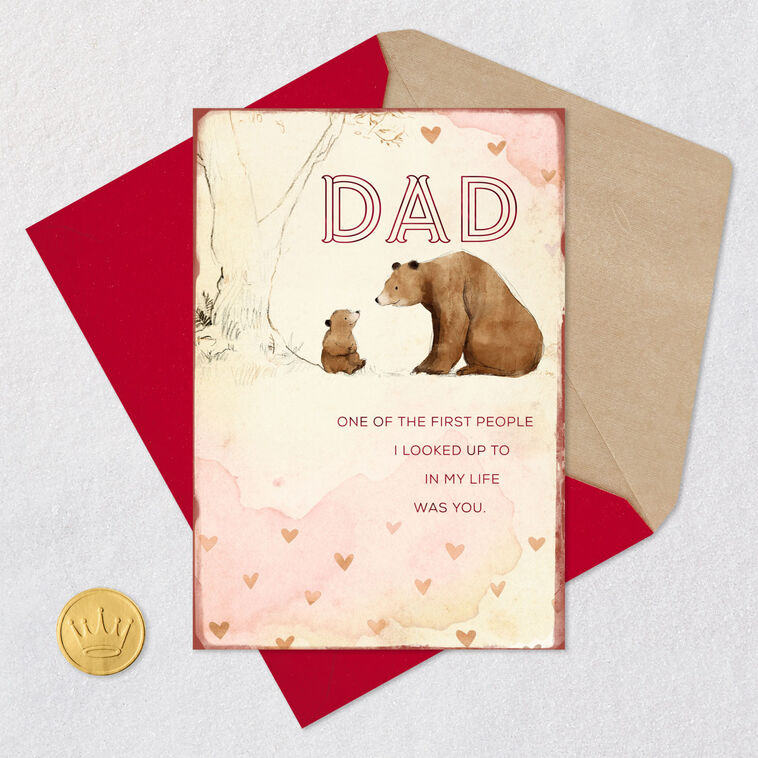 DAD
ONE OF THE FIRST PEOPLE
I LOOKED UP TO
IN MY LIFE
WAS YOU.